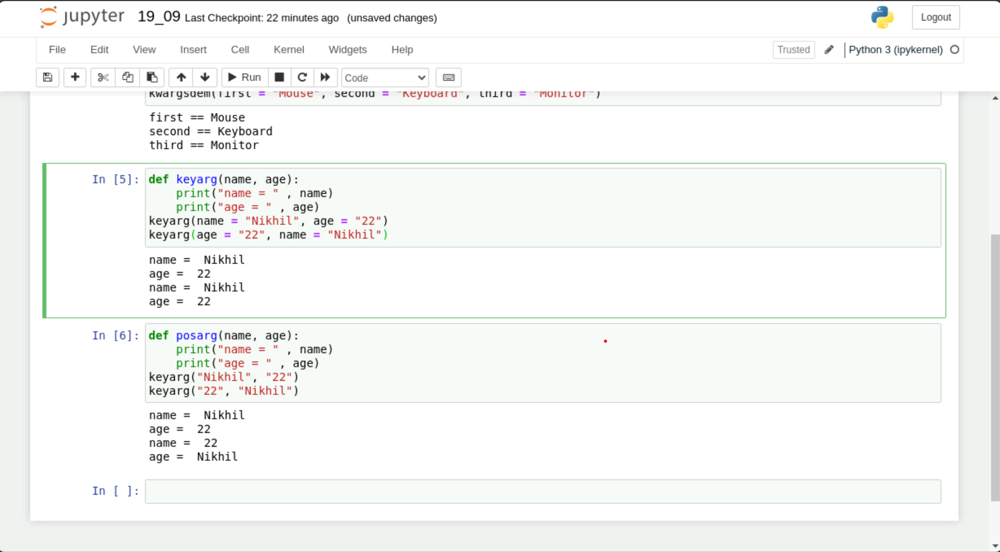 jupyter 19_09 Last Checkpoint: 22 minutes ago (unsaved changes) Logout
File Edit View Insert Cell Kernel Widgets Help Trusted Python 3 (ipykernel)
Run Code
kwargsdem(first = "Mouse", second = "Keyboard", third = "Monitor")
first == Mouse
second == Keyboard
third == Monitor
In [5]: def keyarg(name, age):
    print("name = " , name)
    print("age = " , age)
keyarg(name = "Nikhil", age = "22")
keyarg(age = "22", name = "Nikhil")
name =  Nikhil
age =  22
name =  Nikhil
age =  22
In [6]: def posarg(name, age):
    print("name = " , name)
    print("age = " , age)
keyarg("Nikhil", "22")
keyarg("22", "Nikhil")
name =  Nikhil
age =  22
name =  22
age =  Nikhil
In [ ]: